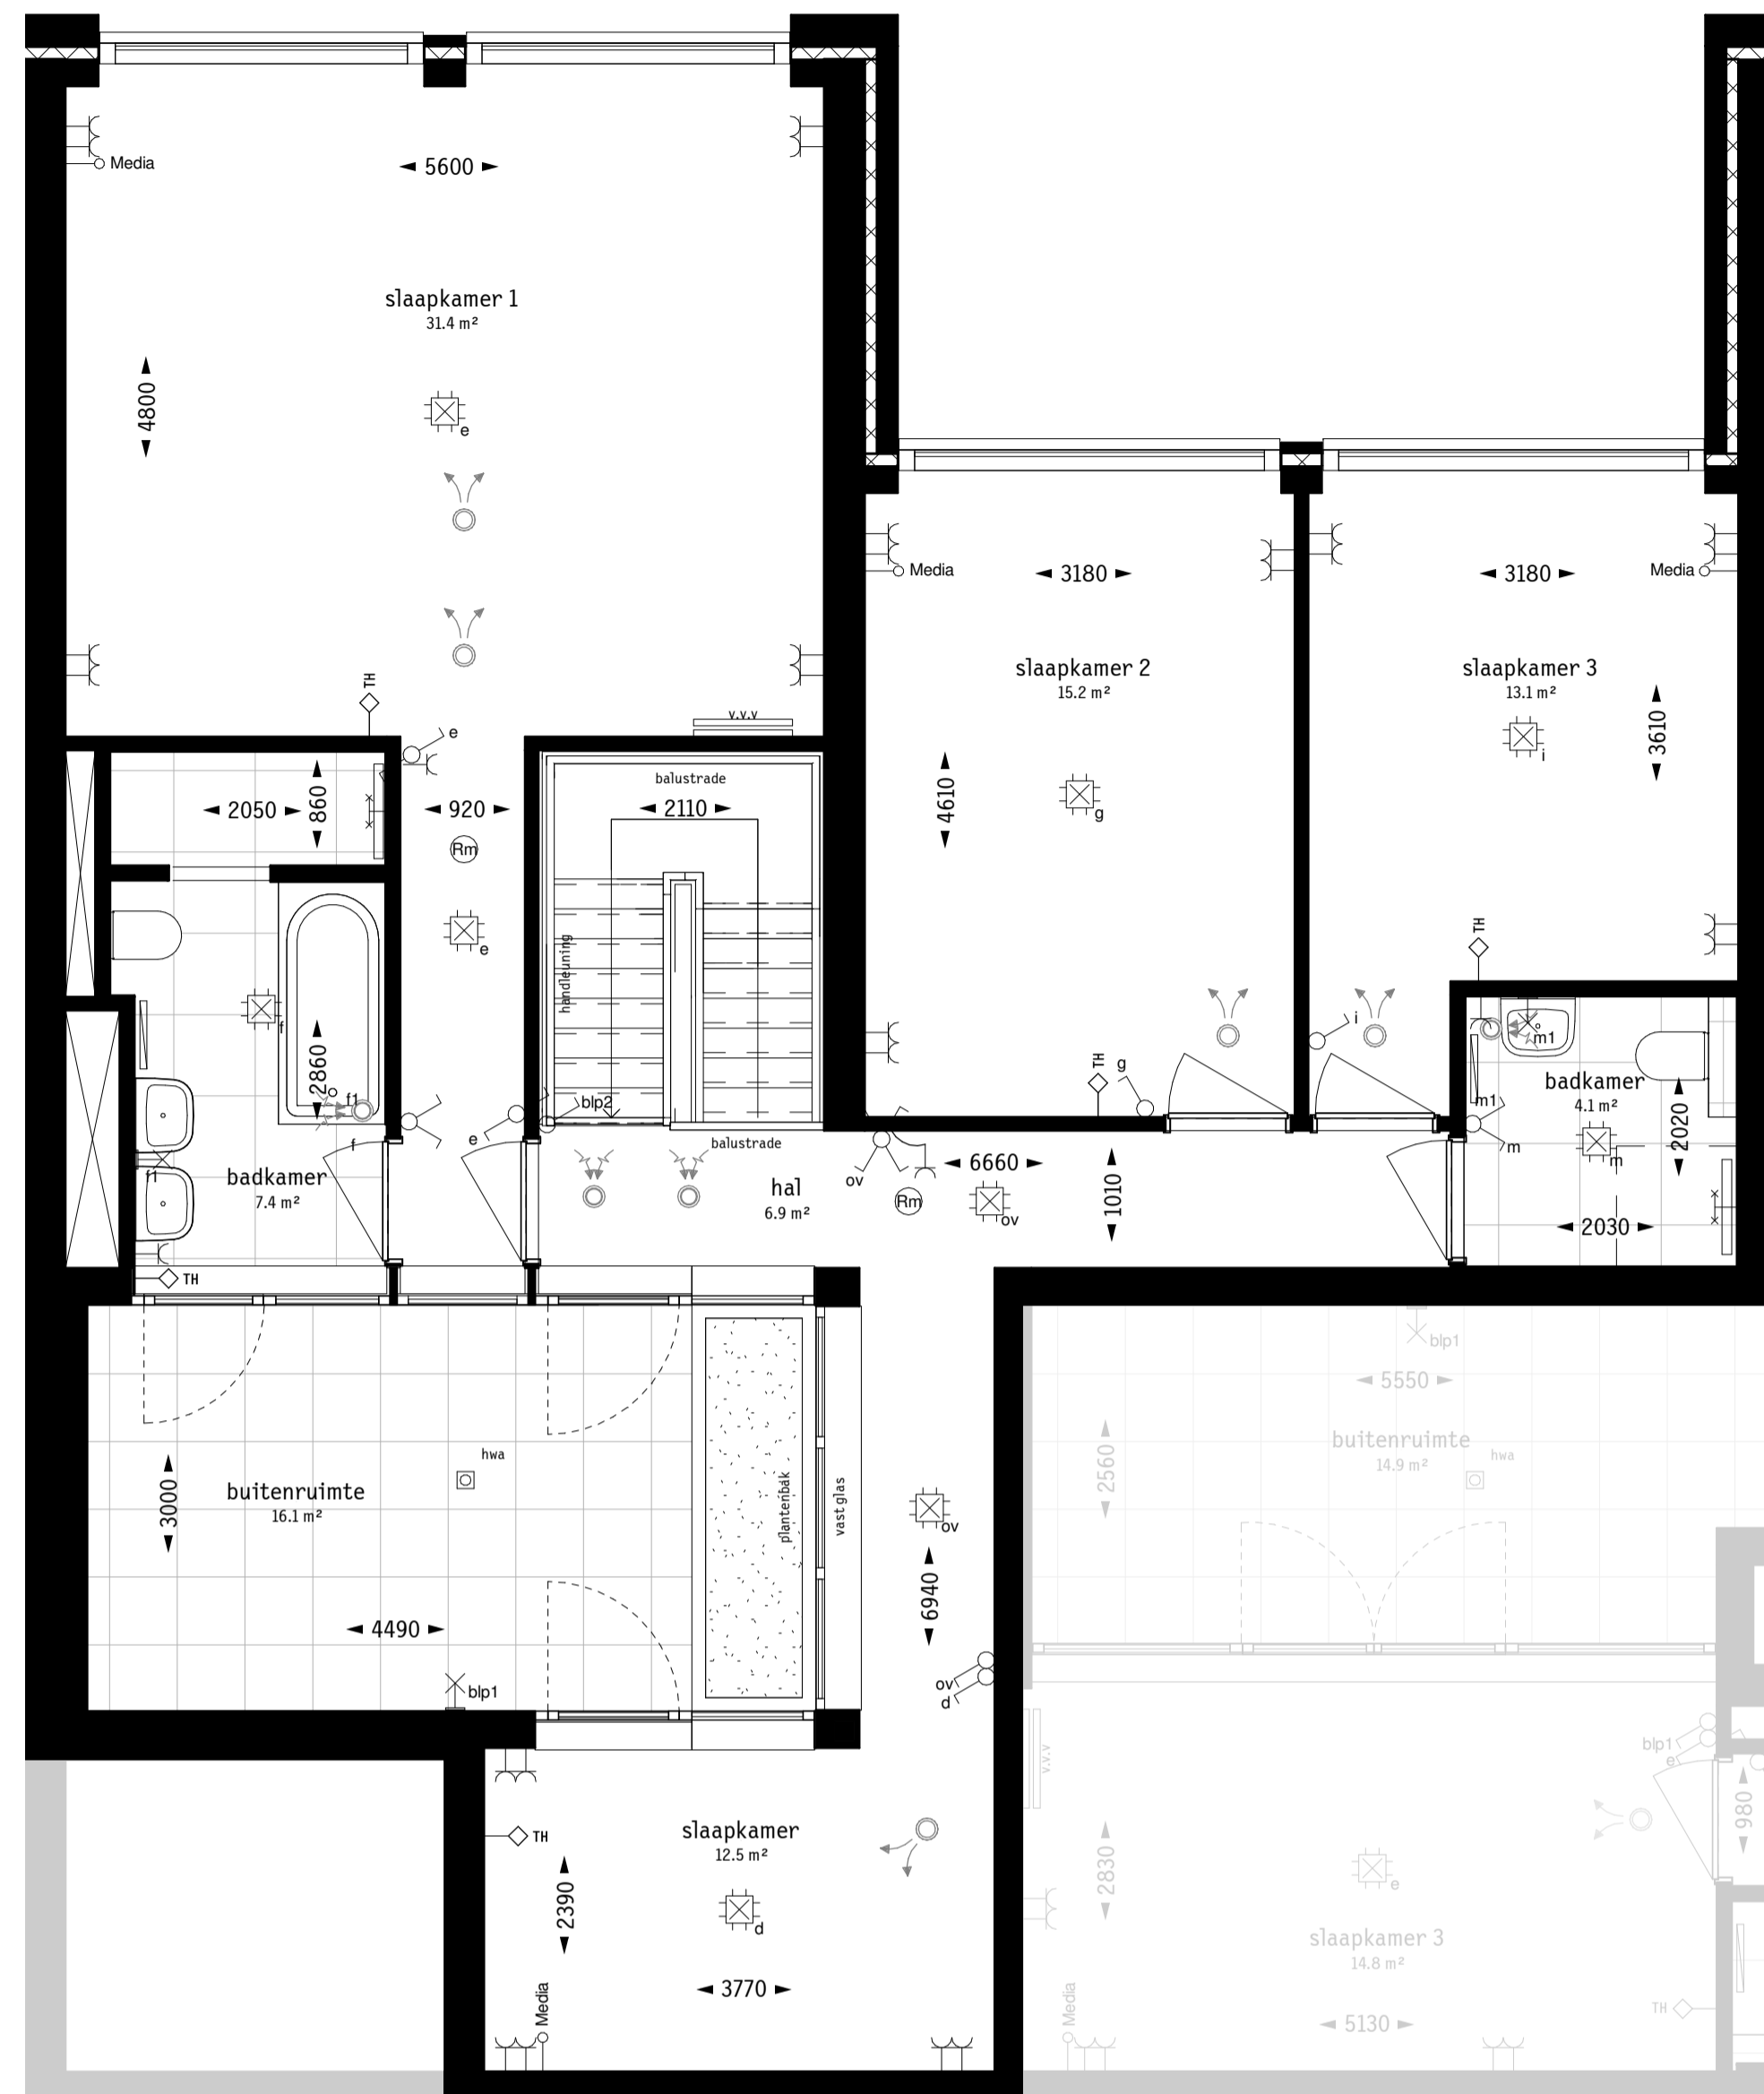 Media
5600
slaapkamer 1
31.4 m²
4800
e
TH
e
v.v.v
Media
3180
slaapkamer 2
15.2 m²
4610
g
TH
g
3180
Media
slaapkamer 3
13.1 m²
3610
i
TH
i
2050
860
920
Rm
e
balustrade
2110
handleuning
blp2
balustrade
f
2860
f1
f
f1
badkamer
7.4 m²
TH
e
hal
6.9 m²
ov
Rm
6660
ov
1010
m1
badkamer
4.1 m²
m1
m
m
2020
2030
hwa
buitenruimte
16.1 m²
3000
4490
blp1
plantenbak
vast glas
ov
6940
ov
d
blp1
5550
buitenruimte
14.9 m²
hwa
2560
slaapkamer
12.5 m²
TH
2390
d
3770
Media
v.v.v
2830
e
slaapkamer 3
14.8 m²
Media
5130
TH
blp1
e
980